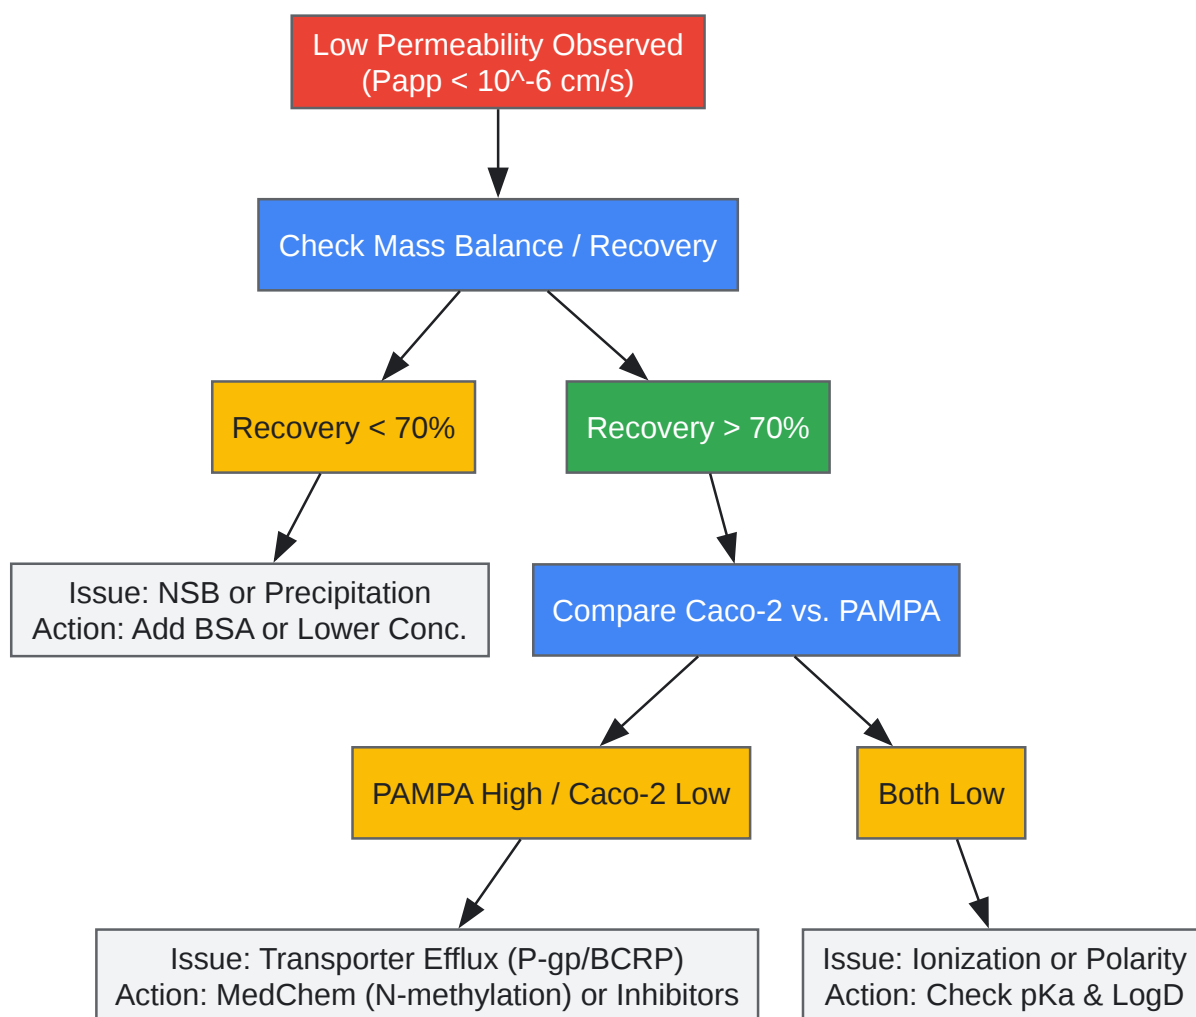 Low Permeability Observed
(Papp < 10^-6 cm/s)
Check Mass Balance / Recovery
Recovery < 70%
Recovery > 70%
Issue: NSB or Precipitation
Action: Add BSA or Lower Conc.
Compare Caco-2 vs. PAMPA
PAMPA High / Caco-2 Low
Both Low
Issue: Transporter Efflux (P-gp/BCRP)
Action: MedChem (N-methylation) or Inhibitors
Issue: Ionization or Polarity
Action: Check pKa & LogD